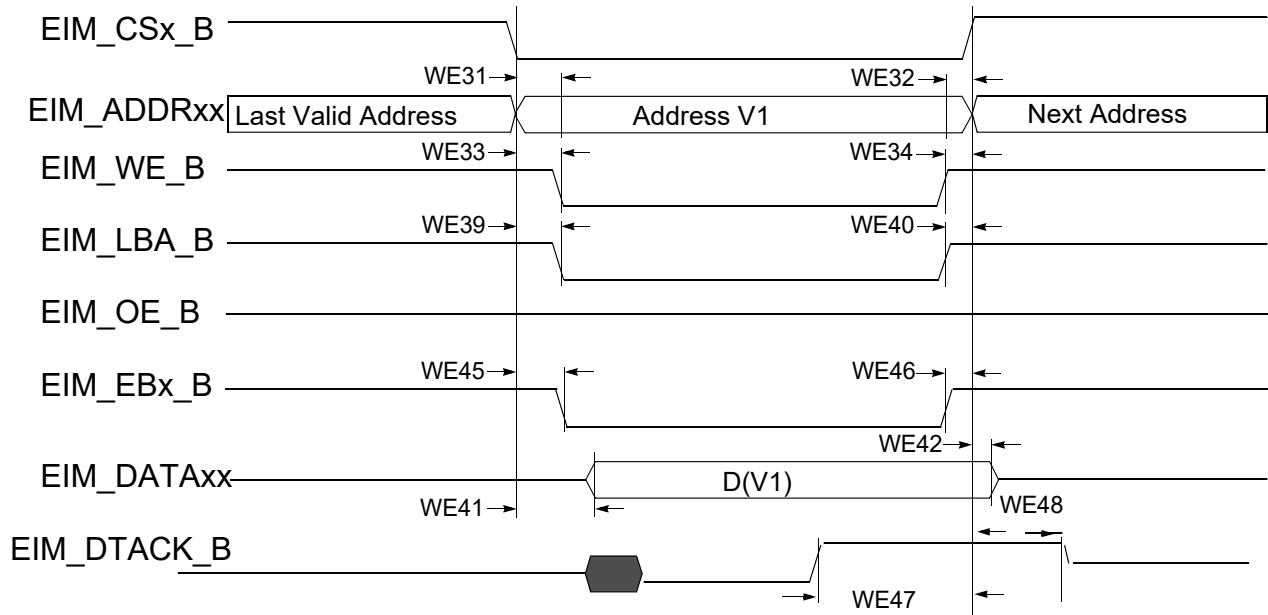 EIM_CSx_B
WE31
WE32
EIM_ADDRxx
Last Valid Address
Address V1
Next Address
WE33
WE34
EIM_WE_B
WE39
WE40
EIM_LBA_B
EIM_OE_B
WE45
WE46
EIM_EBx_B
WE42
EIM_DATAxx
D(V1)
WE41
WE48
EIM_DTACK_B
WE47